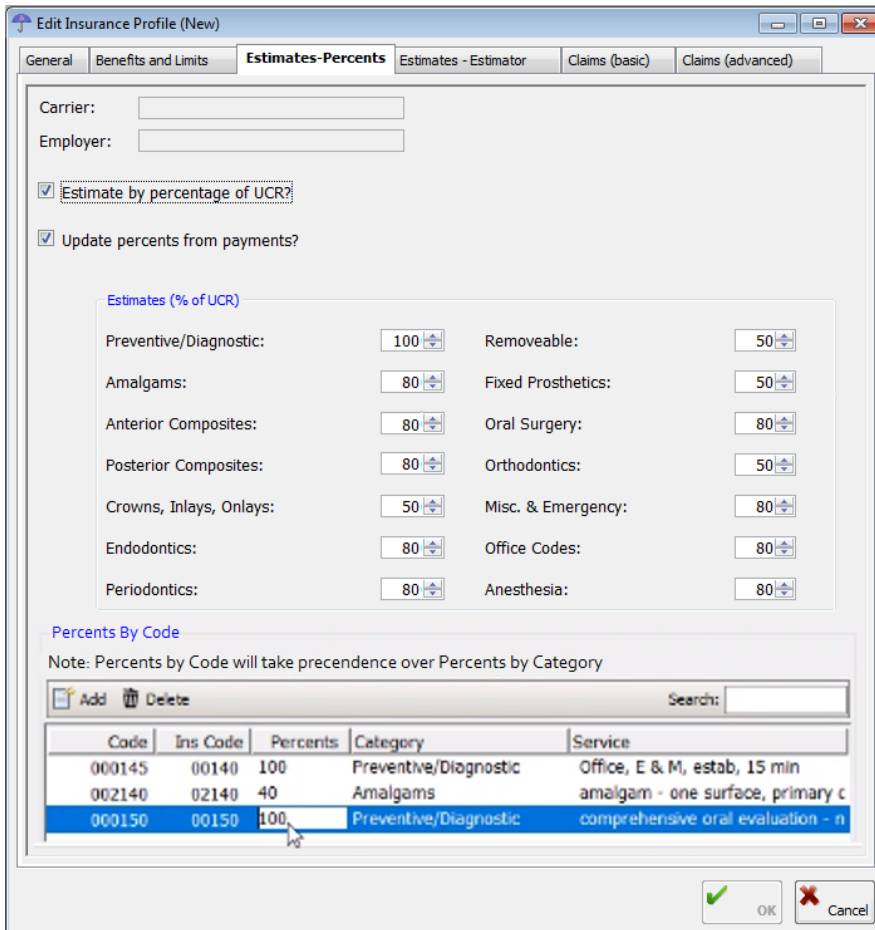 Edit Insurance Profile (New)
General Benefits and Limits Estimates-Percents Estimates - Estimator Claims (basic) Claims (advanced)
Carrier:
Employer:
Estimate by percentage of UCR?
Update percents from payments?
Estimates (% of UCR)
Preventive/Diagnostic: 100 Removeable: 50
Amalgams: 80 Fixed Prosthetics: 50
Anterior Composites: 80 Oral Surgery: 80
Posterior Composites: 80 Orthodontics: 50
Crowns, Inlays, Onlays: 50 Misc. & Emergency: 80
Endodontics: 80 Office Codes: 80
Periodontics: 80 Anesthesia: 80
Percents By Code
Note: Percents by Code will take precendence over Percents by Category
Add Delete Search:
Code Ins Code Percents Category Service
000145 00140 100 Preventive/Diagnostic Office, E & M, estab, 15 min
002140 02140 40 Amalgams amalgam - one surface, primary c
000150 00150 100 Preventive/Diagnostic comprehensive oral evaluation - n
OK Cancel